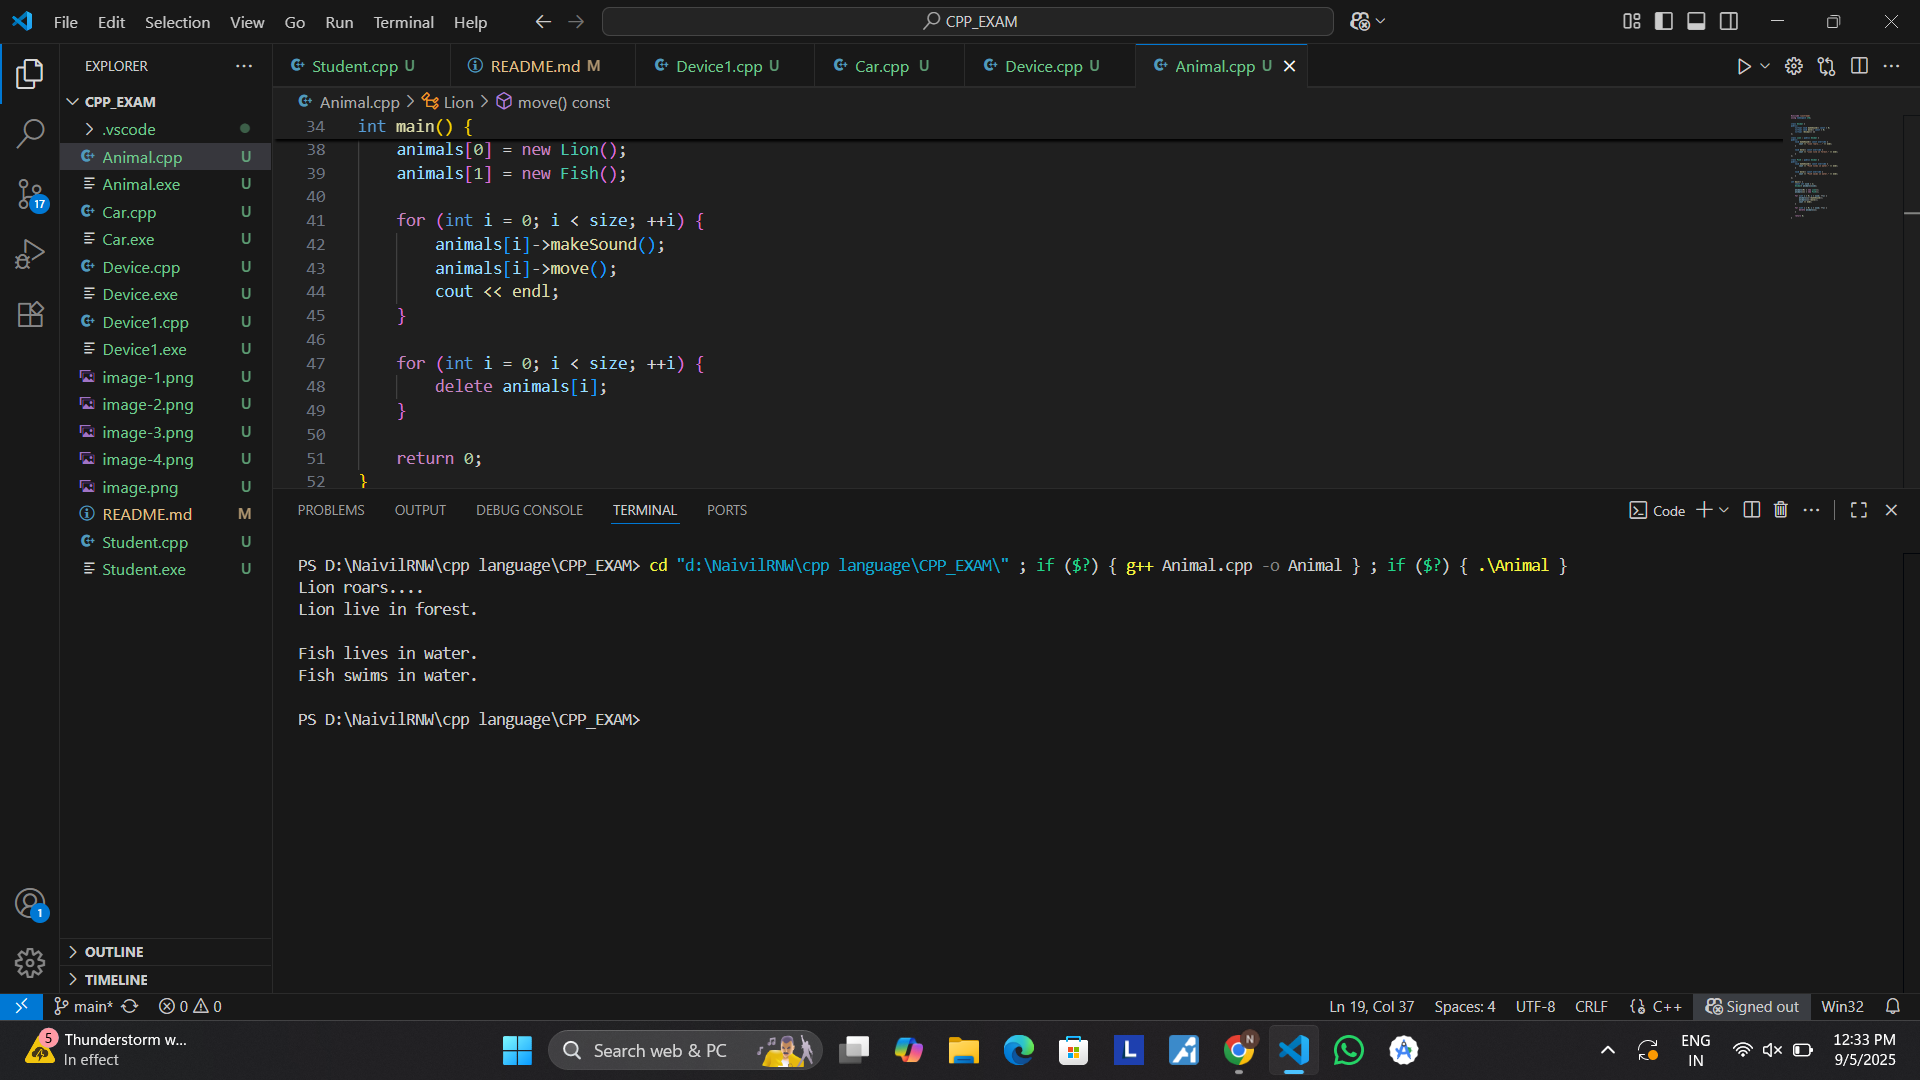 File Edit Selection View Go Run Terminal Help
CPP_EXAM
EXPLORER
CPP_EXAM
.vscode
Animal.cpp U
Animal.exe U
Car.cpp U
Car.exe U
Device.cpp U
Device.exe U
Device1.cpp U
Device1.exe U
image-1.png U
image-2.png U
image-3.png U
image-4.png U
image.png U
README.md M
Student.cpp U
Student.exe U
OUTLINE
TIMELINE
17
1
Student.cpp U README.md M Device1.cpp U Car.cpp U Device.cpp U Animal.cpp U
Animal.cpp > Lion > move() const
34 int main() {
38 animals[0] = new Lion();
39 animals[1] = new Fish();
40
41 for (int i = 0; i < size; ++i) {
42 animals[i]->makeSound();
43 animals[i]->move();
44 cout << endl;
45 }
46
47 for (int i = 0; i < size; ++i) {
48 delete animals[i];
49 }
50
51 return 0;
52 }
PROBLEMS OUTPUT DEBUG CONSOLE TERMINAL PORTS
Code
PS D:\NaivilRNW\cpp language\CPP_EXAM> cd "d:\NaivilRNW\cpp language\CPP_EXAM\" ; if ($?) { g++ Animal.cpp -o Animal } ; if ($?) { .\Animal }
Lion roars....
Lion live in forest.
Fish lives in water.
Fish swims in water.
PS D:\NaivilRNW\cpp language\CPP_EXAM>
main* 0 0 Ln 19, Col 37 Spaces: 4 UTF-8 CRLF {} C++ Signed out Win32
5
Thunderstorm w...
In effect
Search web & PC
L
N
ENG
IN
12:33 PM
9/5/2025